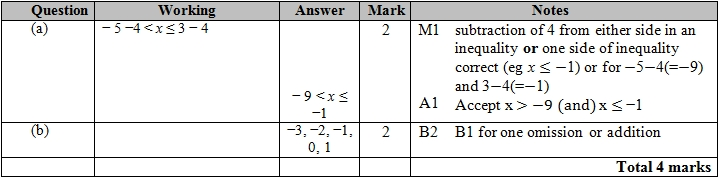 Question Working Answer Mark Notes
(a) − 5 −4 < x ≤ 3 − 4 2 M1 subtraction of 4 from either side in an
inequality or one side of inequality
correct (eg x ≤ −1) or for −5−4(=−9)
and 3−4(=−1)
− 9 < x ≤
−1
A1 Accept x > −9 (and) x ≤ −1
(b) −3, −2, −1,
0, 1
2 B2 B1 for one omission or addition
Total 4 marks